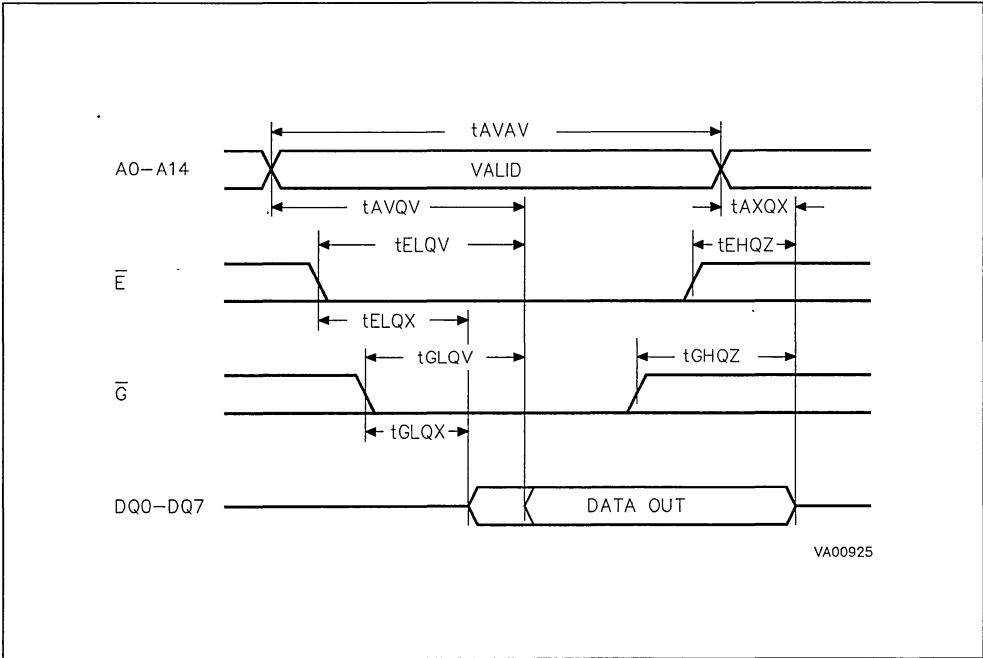 tAVAV
A0–A14
VALID
tAVQV
tAXQX
tELQV
tEHQZ
E̅
tELQX
tGLQV
tGHQZ
G̅
tGLQX
DQ0–DQ7
DATA OUT
VA00925